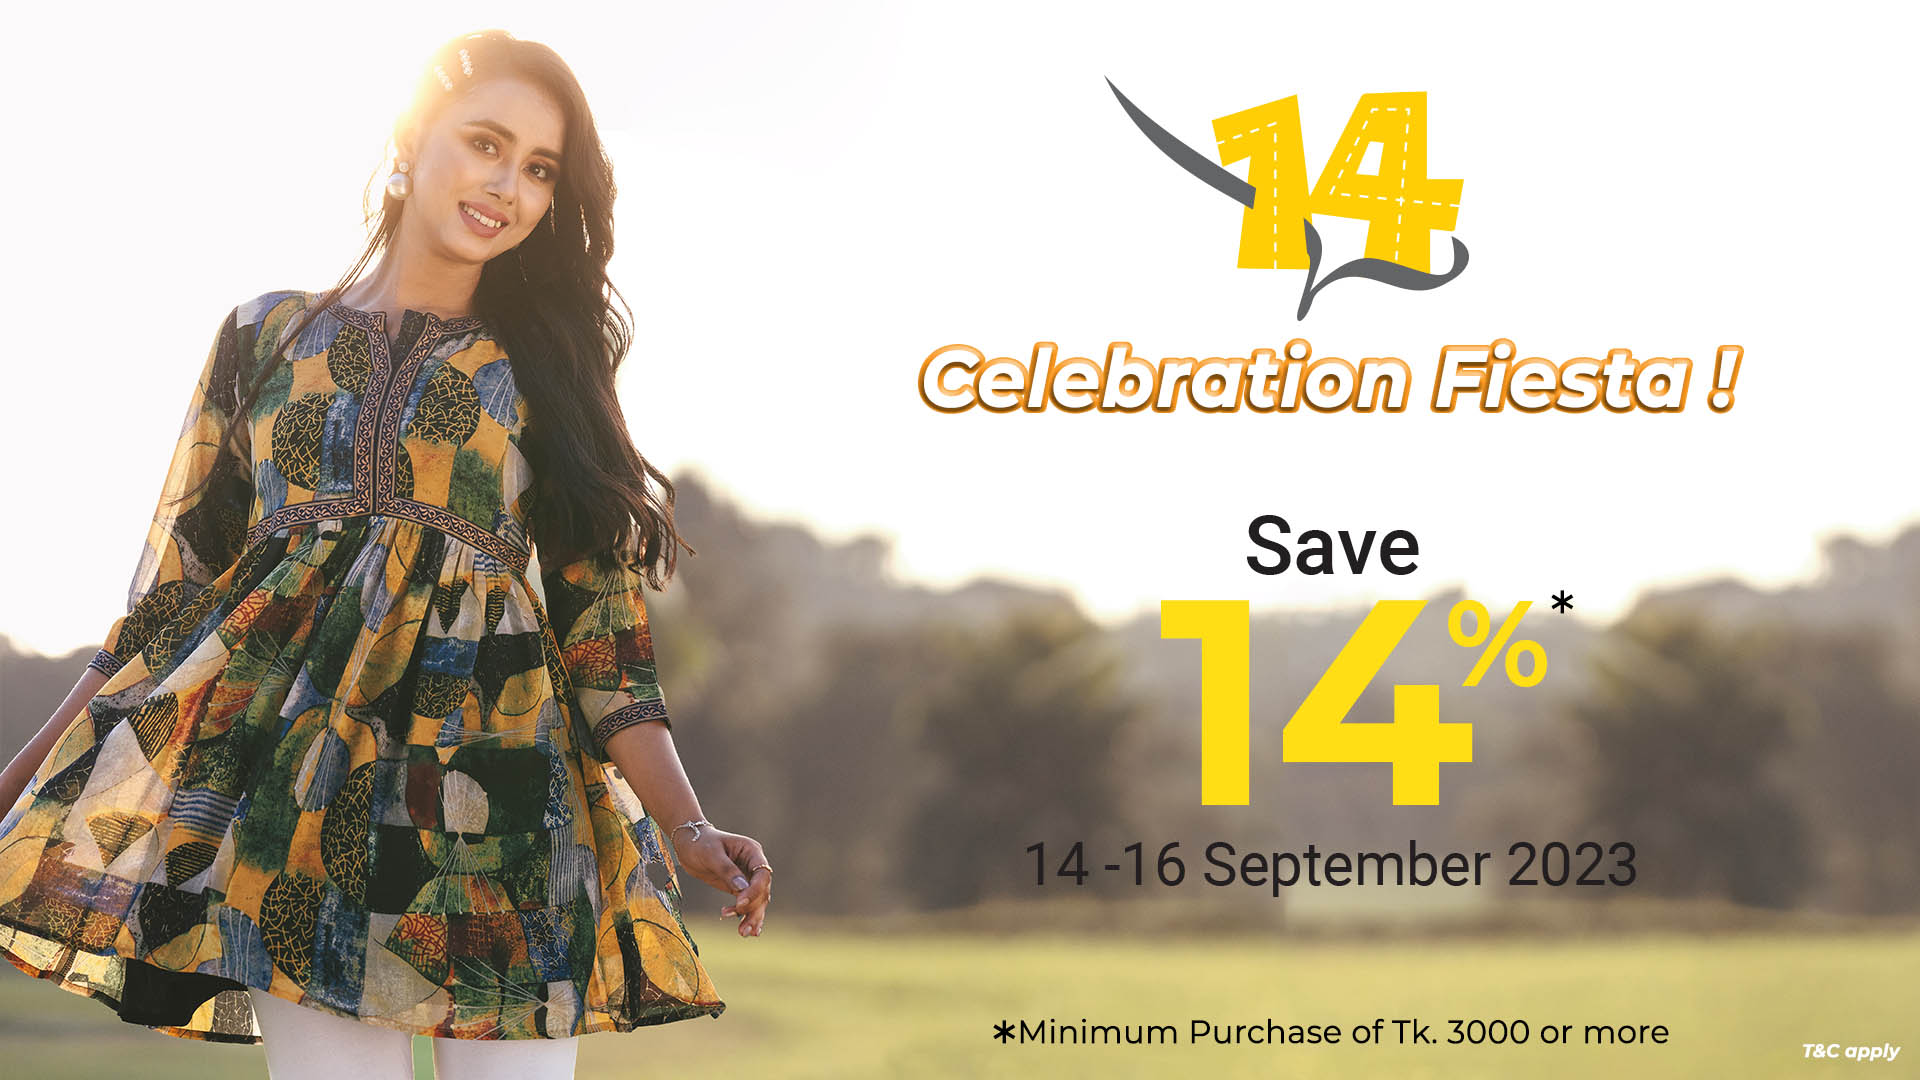 14
Celebration Fiesta !
Save
14%*
14 -16 September 2023
*Minimum Purchase of Tk. 3000 or more
T&C apply